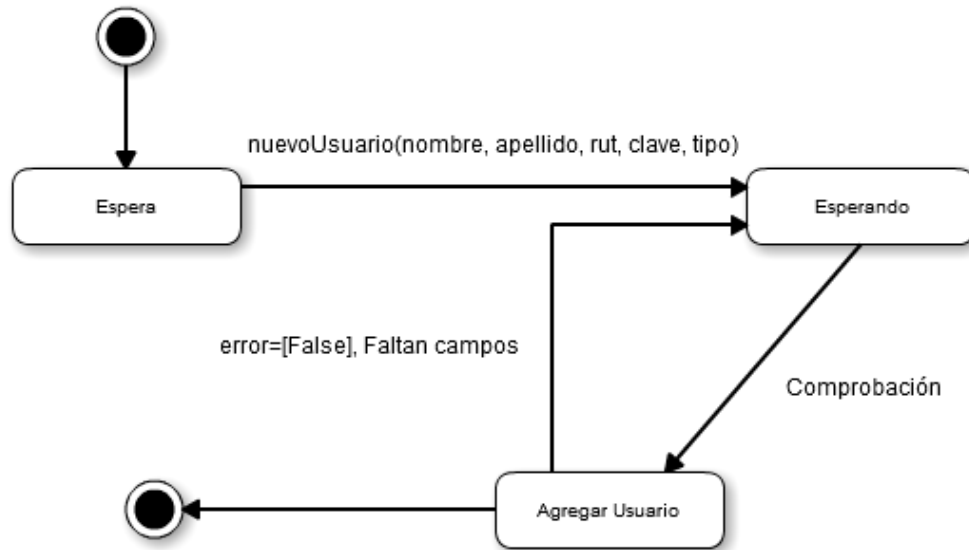 nuevoUsuario(nombre, apellido, rut, clave, tipo)
Espera
Esperando
error=[False], Faltan campos
Comprobación
Agregar Usuario